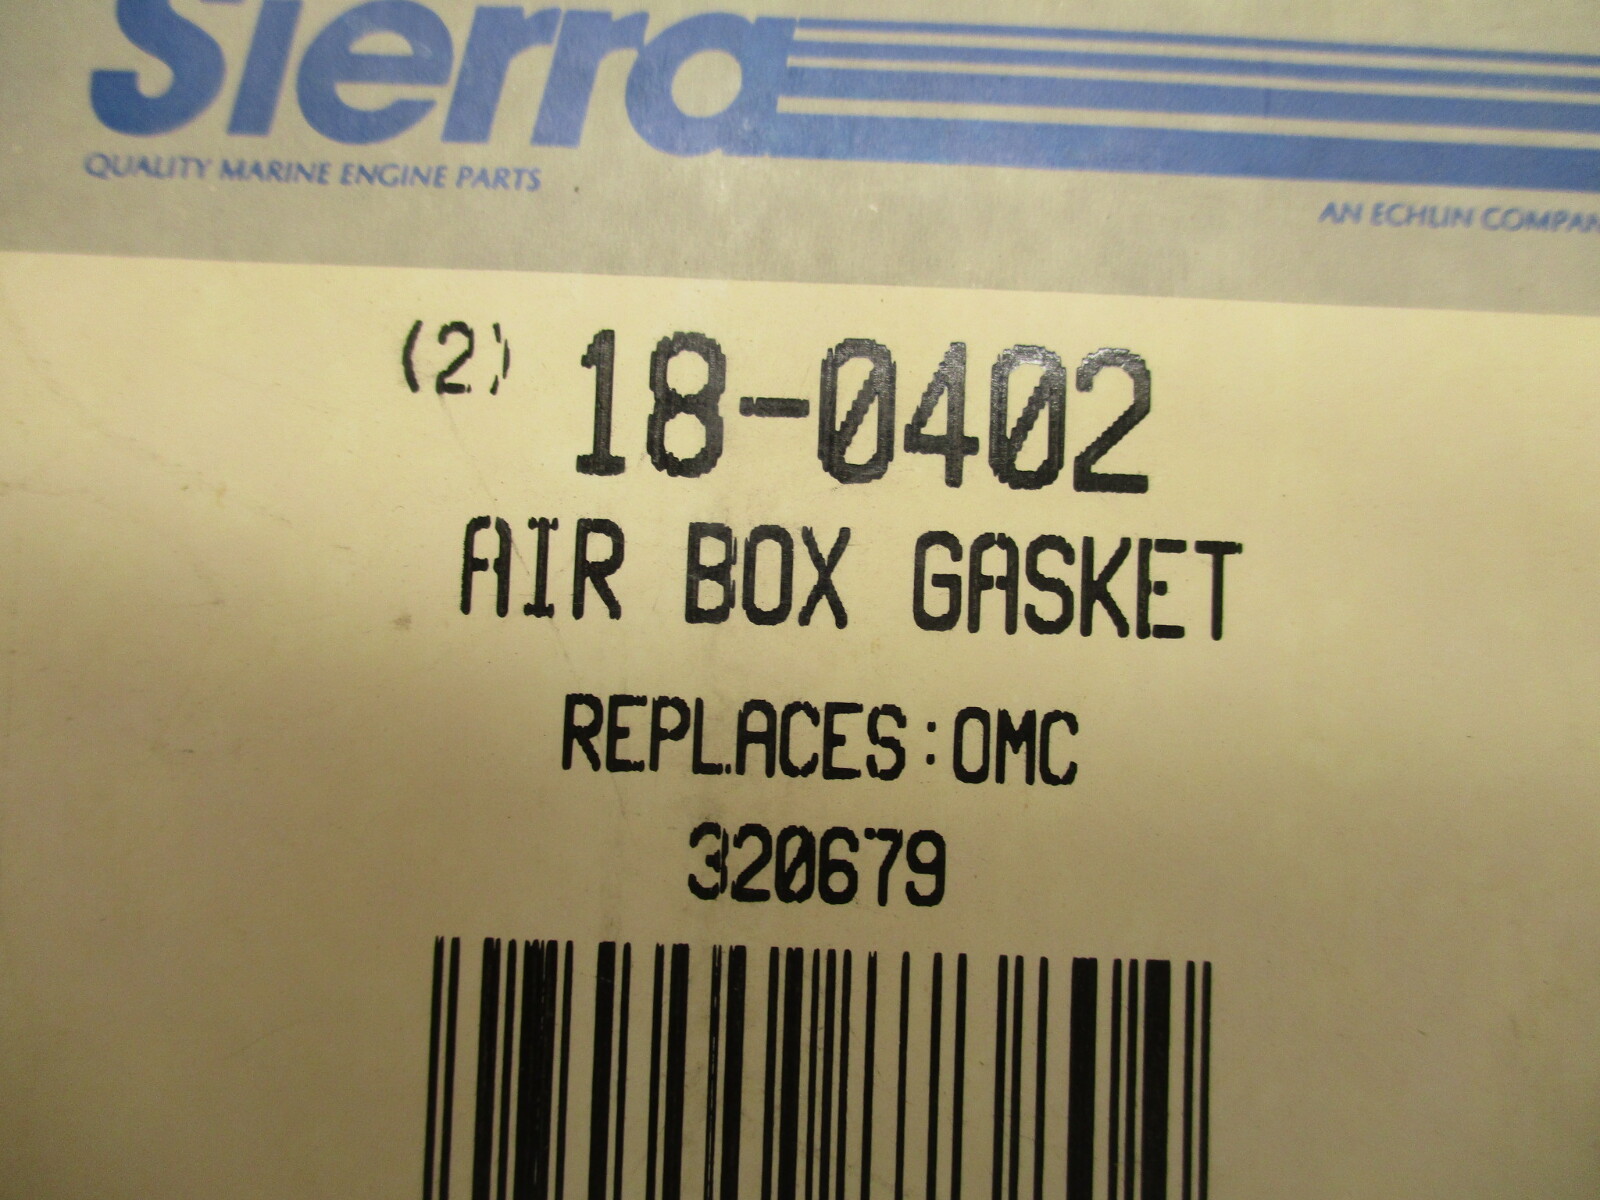 Sierra
QUALITY MARINE ENGINE PARTS
AN ECHLIN COMPAN
(2) 18-0402
AIR BOX GASKET
REPLACES:OMC
320679